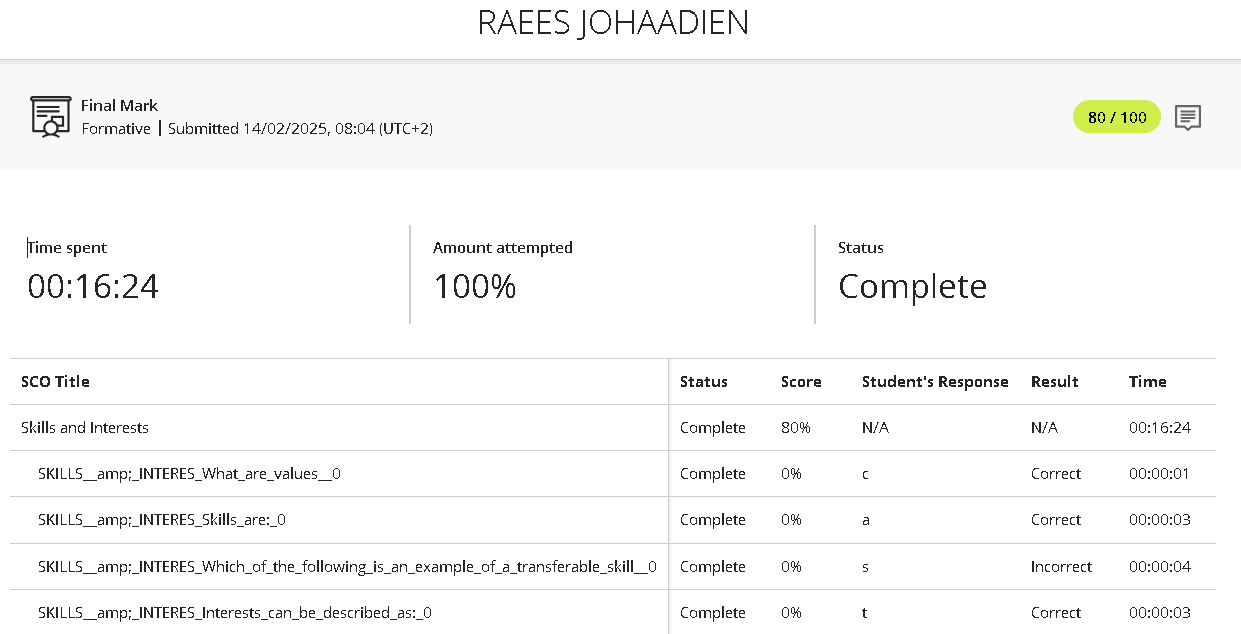 RAEES JOHAADIEN
Final Mark
Formative | Submitted 14/02/2025, 08:04 (UTC+2)
80 / 100
Time spent
00:16:24
Amount attempted
100%
Status
Complete
SCO Title Status Score Student's Response Result Time
Skills and Interests Complete 80% N/A N/A 00:16:24
SKILLS__amp;_INTERES_What_are_values__0 Complete 0% c Correct 00:00:01
SKILLS__amp;_INTERES_Skills_are:_0 Complete 0% a Correct 00:00:03
SKILLS__amp;_INTERES_Which_of_the_following_is_an_example_of_a_transferable_skill__0 Complete 0% s Incorrect 00:00:04
SKILLS__amp;_INTERES_Interests_can_be_described_as:_0 Complete 0% t Correct 00:00:03